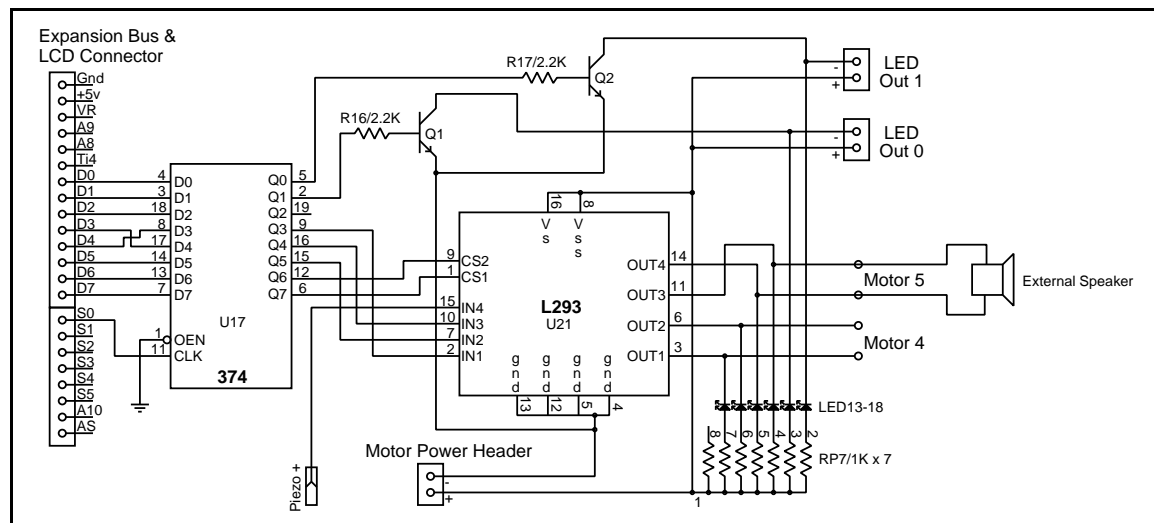 Expansion Bus &
LCD Connector
Gnd
+5v
VR
A9
A8
Ti4
D0
D1
D2
D3
D4
D5
D6
D7
S0
S1
S2
S3
S4
S5
A10
AS
4 D0 Q0 5
3 D1 Q1 2
18 D2 Q2 19
8 D3 Q3 9
17 D4 Q4 16
14 D5 Q5 15
13 D6 Q6 12
7 D7 Q7 6
U17
1 OEN
11 CLK
374
R17/2.2K
Q2
R16/2.2K
Q1
- LED
+ Out 1
- LED
+ Out 0
16 8
Vs Vss
9 CS2
1 CS1
15 IN4
10 IN3
7 IN2
2 IN1
L293
U21
OUT4 14
OUT3 11
OUT2 6
OUT1 3
gnd gnd gnd gnd
13 12 5 4
Motor 5
Motor 4
External Speaker
LED13-18
8 7 6 5 4 3 2
RP7/1K x 7
1
Motor Power Header
-
+
Piezo +